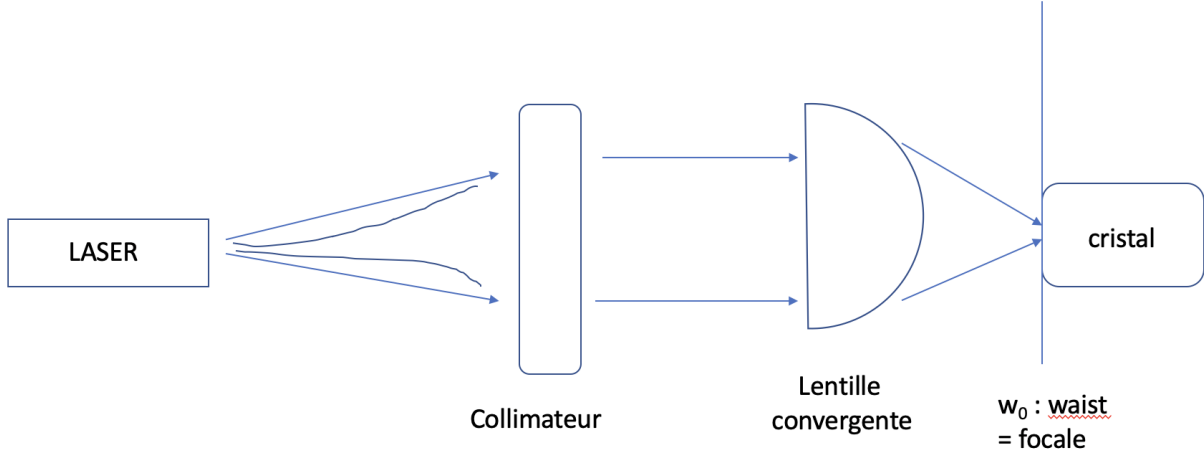 LASER
cristal
Collimateur
Lentille
convergente
w₀ : waist
= focale